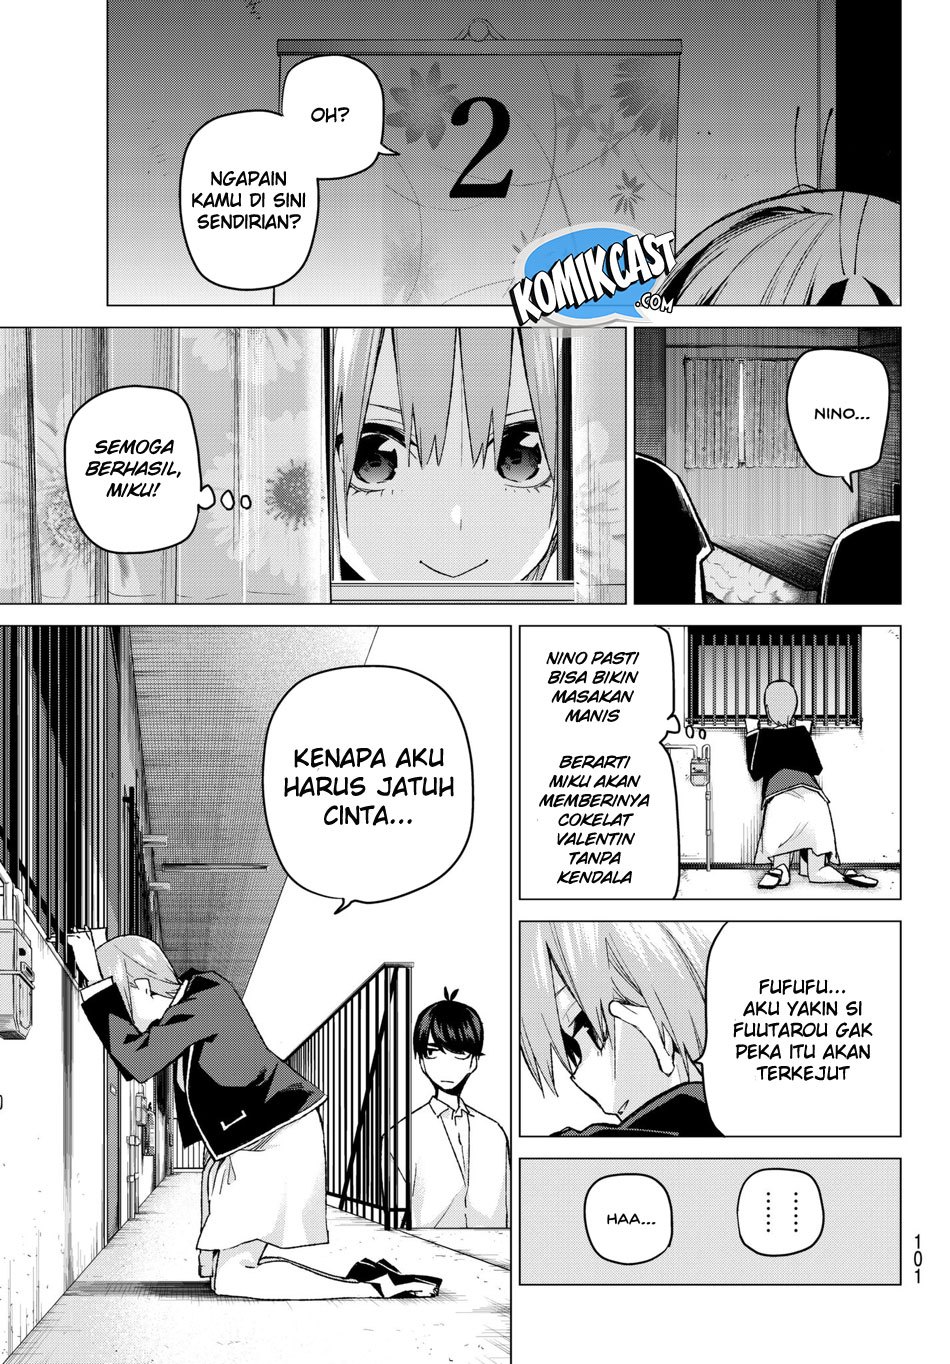 OH?
NGAPAIN
KAMU DI SINI
SENDIRIAN?
2
KOMIKCAST
.COM
NINO...
SEMOGA
BERHASIL,
MIKU!
NINO PASTI
BISA BIKIN
MASAKAN
MANIS
BERARTI
MIKU AKAN
MEMBERINYA
COKELAT
VALENTIN
TANPA
KENDALA
FUFUFU...
AKU YAKIN SI
FUUTAROU GAK
PEKA ITU AKAN
TERKEJUT
......
HAA...
KENAPA AKU
HARUS JATUH
CINTA...
101